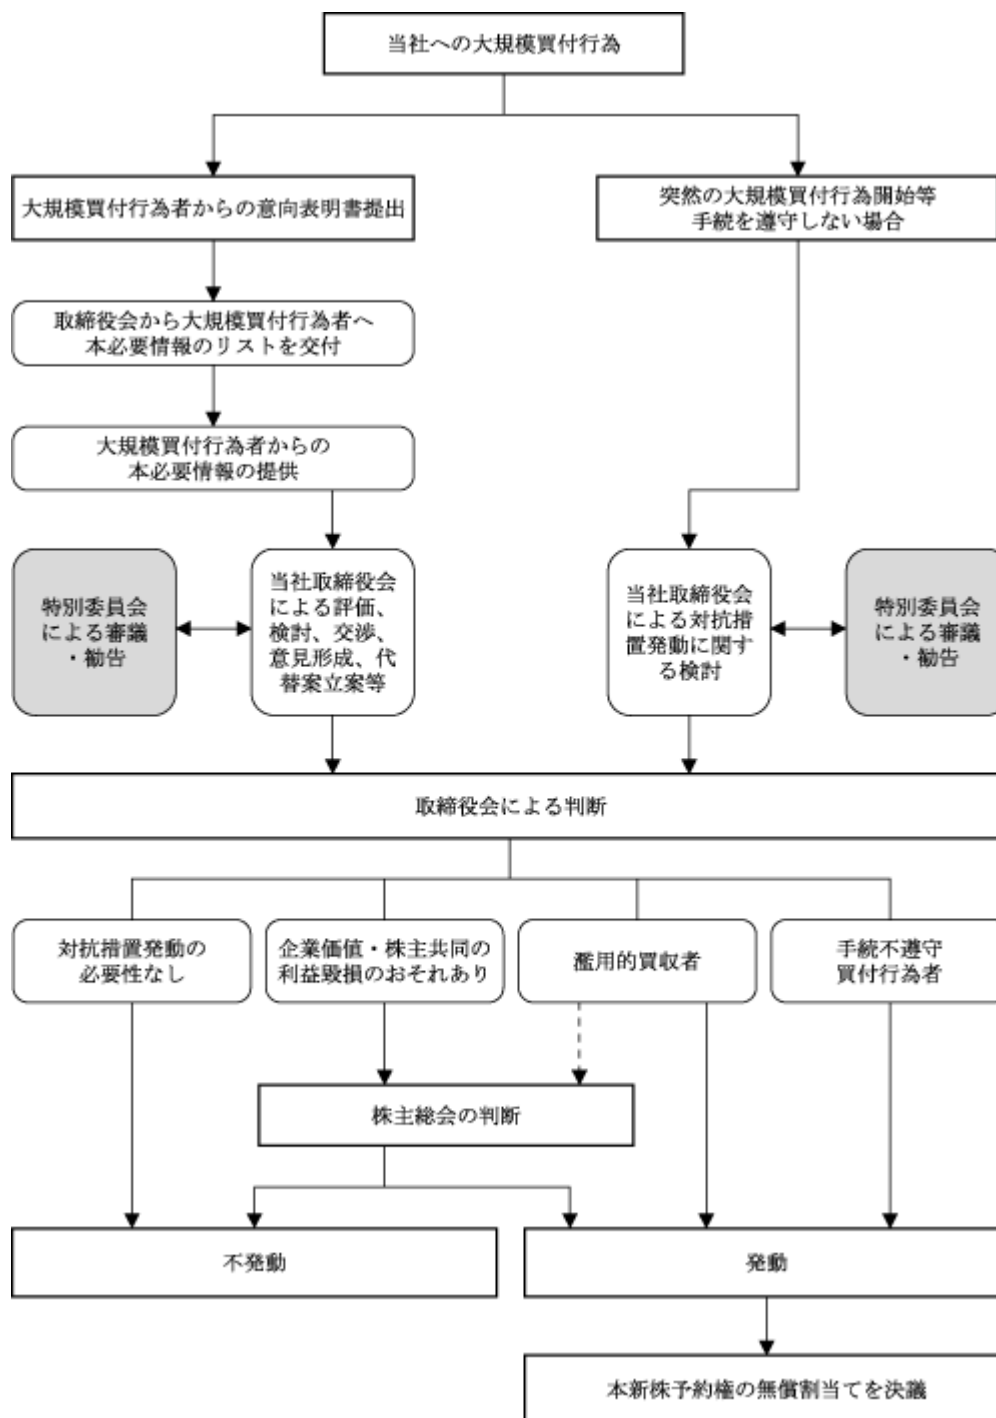 当社への大規模買付行為
大規模買付行為者からの意向表明書提出
突然の大規模買付行為開始等
手続を遵守しない場合
取締役会から大規模買付行為者へ
本必要情報のリストを交付
大規模買付行為者からの
本必要情報の提供
特別委員会
による審議
・勧告
当社取締役会
による評価、
検討、交渉、
意見形成、代
替案立案等
当社取締役会
による対抗措
置発動に関す
る検討
特別委員会
による審議
・勧告
取締役会による判断
対抗措置発動の
必要性なし
企業価値・株主共同の
利益毀損のおそれあり
濫用的買収者
手続不遵守
買付行為者
株主総会の判断
不発動
発動
本新株予約権の無償割当てを決議